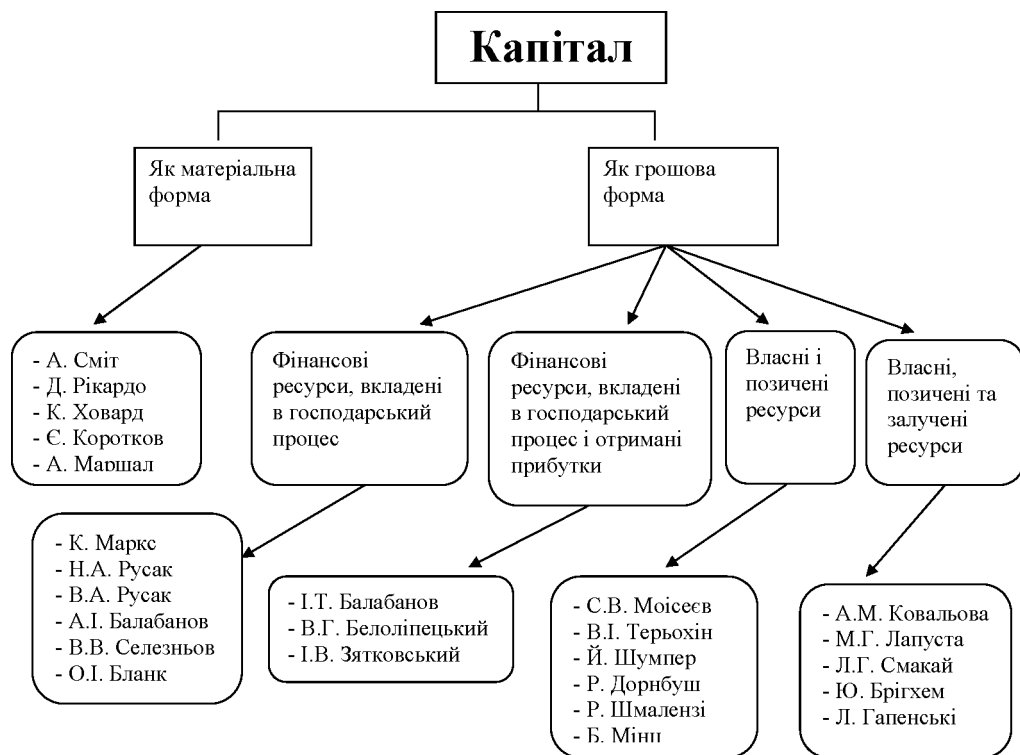 Капітал
Як матеріальна
форма
Як грошова
форма
- А. Сміт
- Д. Рікардо
- К. Ховард
- Є. Коротков
- А. Маршал
Фінансові
ресурси, вкладені
в господарський
процес
Фінансові
ресурси, вкладені
в господарський
процес і отримані
прибутки
Власні і
позичені
ресурси
Власні,
позичені та
залучені
ресурси
- К. Маркс
- Н.А. Русак
- В.А. Русак
- А.І. Балабанов
- В.В. Селезньов
- О.І. Бланк
- І.Т. Балабанов
- В.Г. Белоліпецький
- І.В. Зятковський
- С.В. Моісеєв
- В.І. Терьохін
- Й. Шумпер
- Р. Дорнбуш
- Р. Шмалензі
- Б. Мінц
- А.М. Ковальова
- М.Г. Лапуста
- Л.Г. Смакай
- Ю. Брігхем
- Л. Гапенські